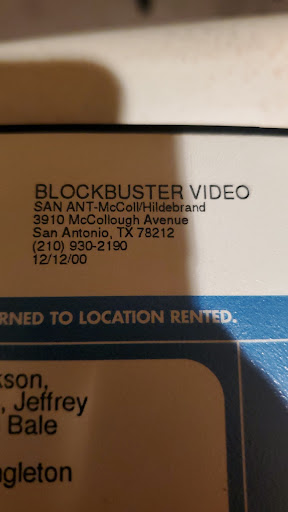 BLOCKBUSTER VIDEO
SAN ANT-McColl/Hildebrand
3910 McCollough Avenue
San Antonio, TX 78212
(210) 930-2190
12/12/00
RNED TO LOCATION RENTED.
kson,
, Jeffrey
Bale
gleton